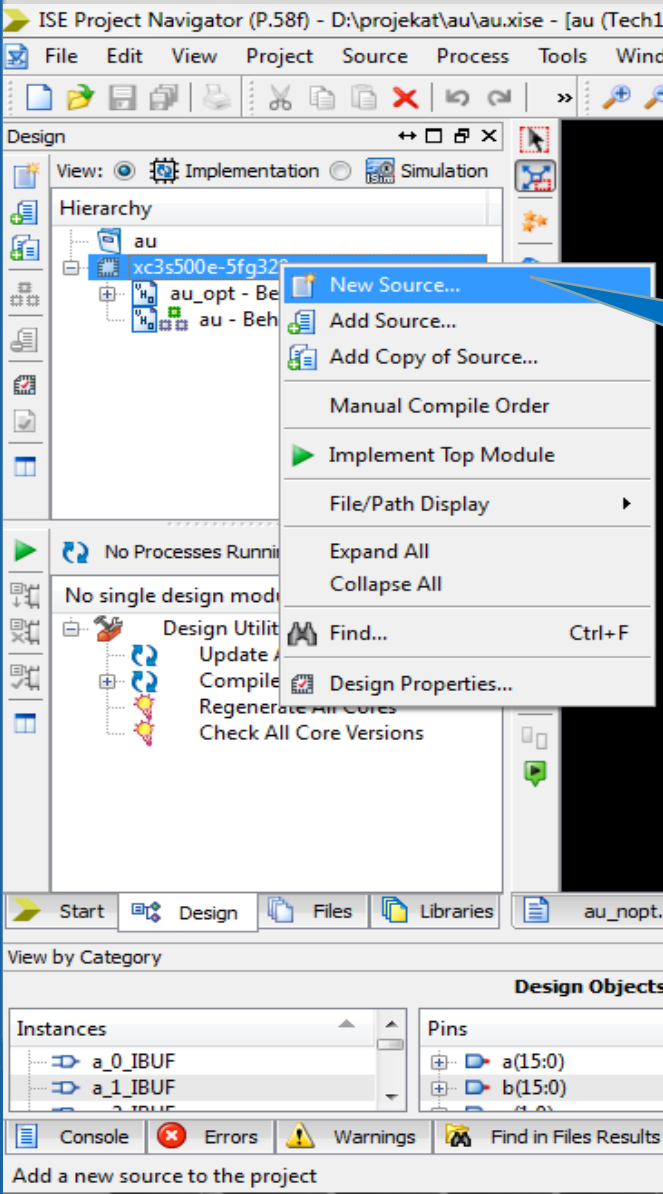 ISE Project Navigator (P.58f) - D:\projekat\au\au.xise - [au (Tech1
File Edit View Project Source Process Tools Wind
Design
View: Implementation Simulation
Hierarchy
au
xc3s500e-5fg320
au_opt - Be
au - Beh
New Source...
Add Source...
Add Copy of Source...
Manual Compile Order
Implement Top Module
File/Path Display
Expand All
Collapse All
Find... Ctrl+F
Design Properties...
No Processes Runni
No single design modu
Design Utilit
Update
Compile
Regenerate All Cores
Check All Core Versions
Start Design Files Libraries au_nopt.
View by Category
Design Objects
Instances Pins
a_0_IBUF a(15:0)
a_1_IBUF b(15:0)
Console Errors Warnings Find in Files Results
Add a new source to the project